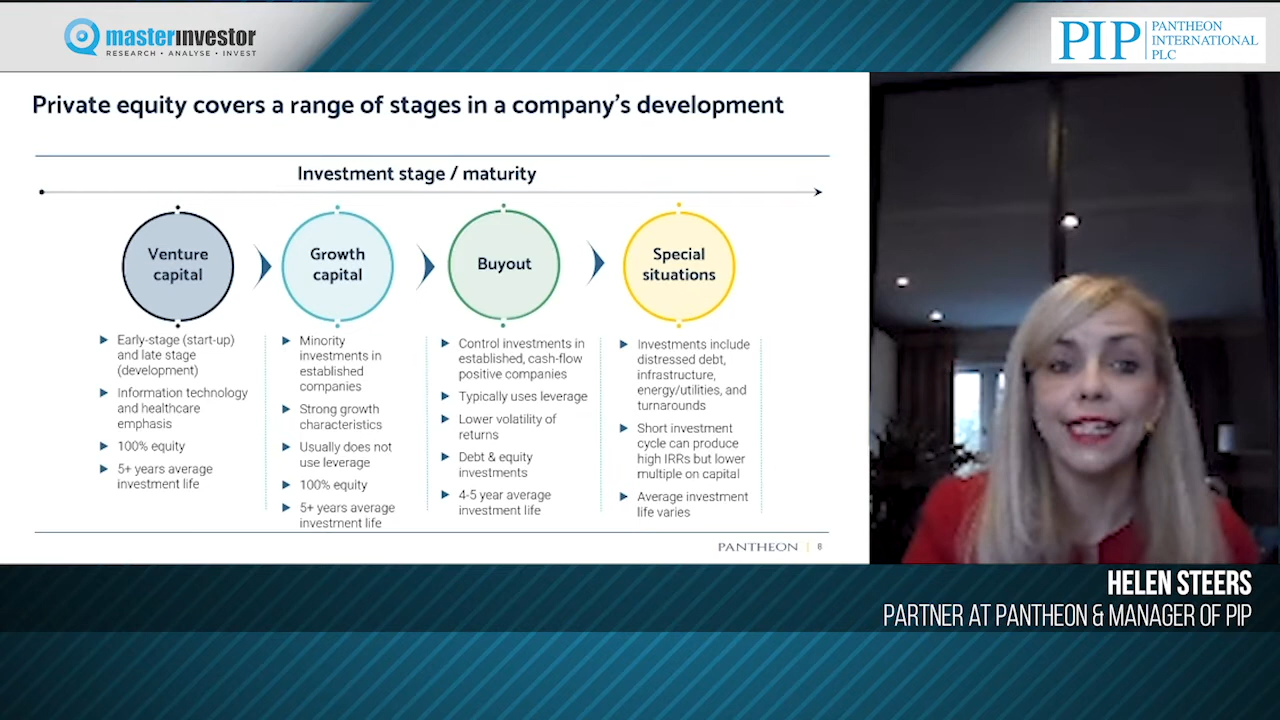 masterinvestor
RESEARCH • ANALYSE • INVEST
PIP
PANTHEON
INTERNATIONAL
PLC
Private equity covers a range of stages in a company's development
Investment stage / maturity
Venture
capital
Early-stage (start-up)
and late stage
(development)
Information technology
and healthcare
emphasis
100% equity
5+ years average
investment life
Growth
capital
Minority
investments in
established
companies
Strong growth
characteristics
Usually does not
use leverage
100% equity
5+ years average
investment life
Buyout
Control investments in
established, cash-flow
positive companies
Typically uses leverage
Lower volatility of
returns
Debt & equity
investments
4-5 year average
investment life
Special
situations
Investments include
distressed debt,
infrastructure,
energy/utilities, and
turnarounds
Short investment
cycle can produce
high IRRs but lower
multiple on capital
Average investment
life varies
PANTHEON | 8
HELEN STEERS
PARTNER AT PANTHEON & MANAGER OF PIP